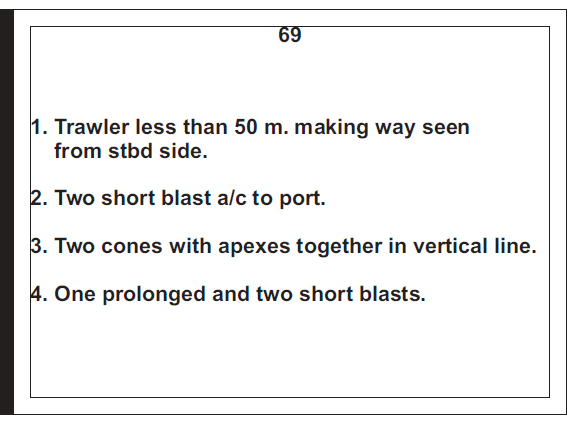 69
1. Trawler less than 50 m. making way seen
from stbd side.
2. Two short blast a/c to port.
3. Two cones with apexes together in vertical line.
4. One prolonged and two short blasts.